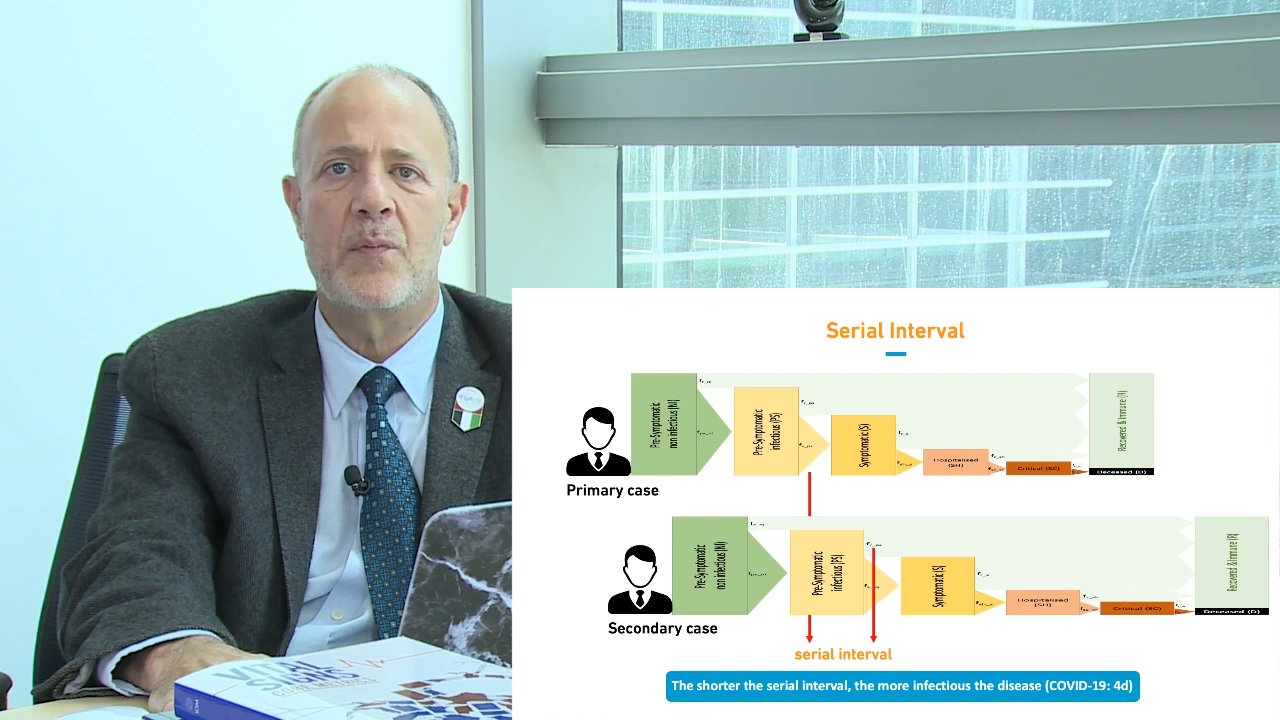 Serial Interval
Pre-Symptomatic
non infectious (NI)
Pre-Symptomatic
infectious (PS)
Symptomatic (S)
Hospitalised
(SH)
Critical (SC)
Recovered & Immune (R)
Deceased (D)
Primary case
Pre-Symptomatic
non infectious (NI)
Pre-Symptomatic
infectious (PS)
Symptomatic (S)
Hospitalised
(SH)
Critical (SC)
Recovered & Immune (R)
Deceased (D)
Secondary case
serial interval
The shorter the serial interval, the more infectious the disease (COVID-19: 4d)
VITAL
SIGNS